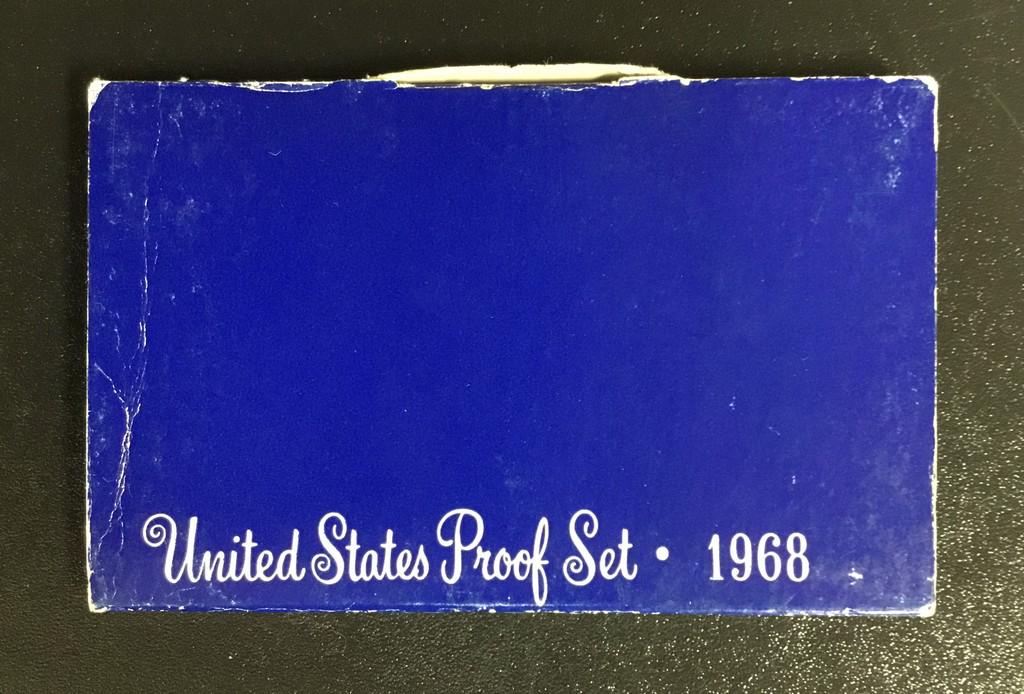 United States Proof Set • 1968